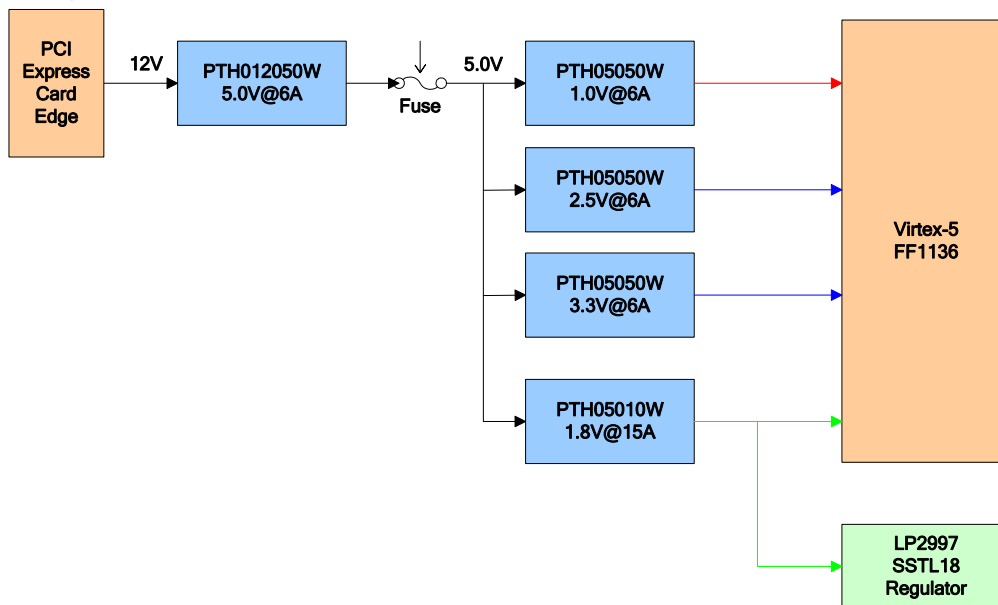 PCI
Express
Card
Edge
12V
PTH012050W
5.0V@6A
Fuse
5.0V
PTH05050W
1.0V@6A
PTH05050W
2.5V@6A
PTH05050W
3.3V@6A
PTH05010W
1.8V@15A
Virtex-5
FF1136
LP2997
SSTL18
Regulator